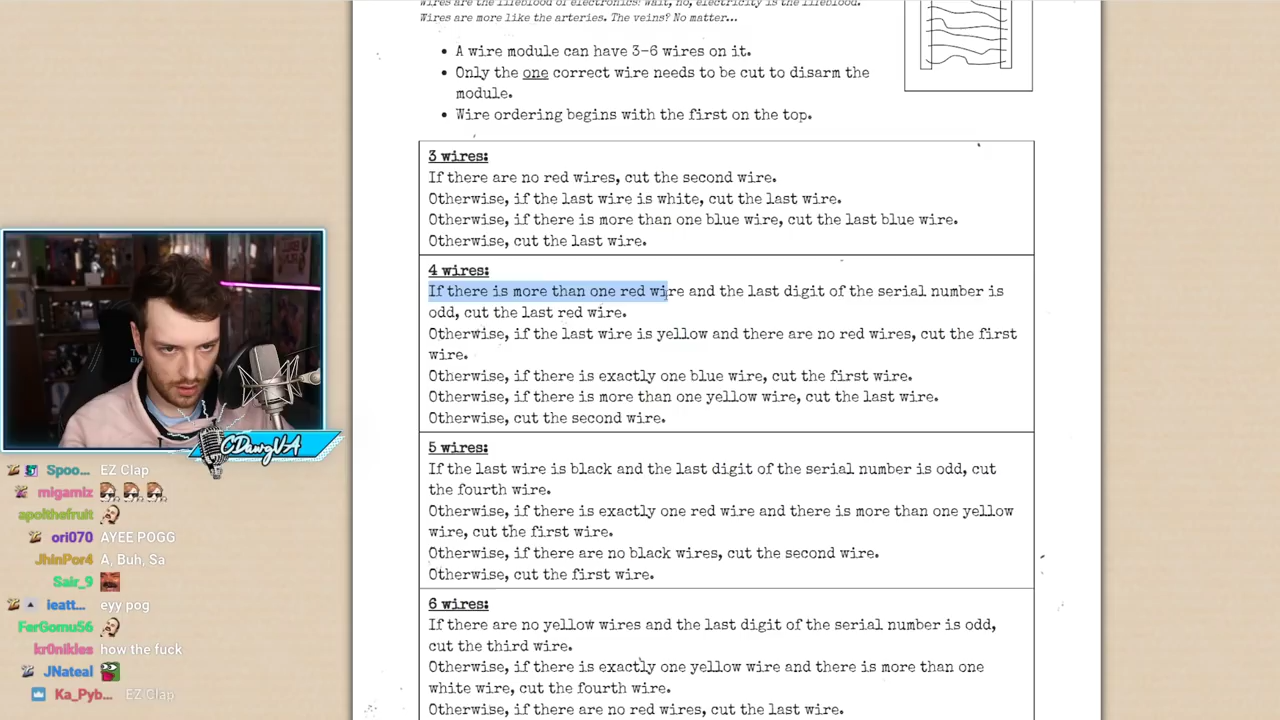 Wires are the lifeblood of electronics! Wait, no, electricity is the lifeblood.
Wires are more like the arteries. The veins? No matter...
• A wire module can have 3-6 wires on it.
• Only the one correct wire needs to be cut to disarm the
module.
• Wire ordering begins with the first on the top.
3 wires:
If there are no red wires, cut the second wire.
Otherwise, if the last wire is white, cut the last wire.
Otherwise, if there is more than one blue wire, cut the last blue wire.
Otherwise, cut the last wire.
4 wires:
If there is more than one red wire and the last digit of the serial number is
odd, cut the last red wire.
Otherwise, if the last wire is yellow and there are no red wires, cut the first
wire.
Otherwise, if there is exactly one blue wire, cut the first wire.
Otherwise, if there is more than one yellow wire, cut the last wire.
Otherwise, cut the second wire.
5 wires:
If the last wire is black and the last digit of the serial number is odd, cut
the fourth wire.
Otherwise, if there is exactly one red wire and there is more than one yellow
wire, cut the first wire.
Otherwise, if there are no black wires, cut the second wire.
Otherwise, cut the first wire.
6 wires:
If there are no yellow wires and the last digit of the serial number is odd,
cut the third wire.
Otherwise, if there is exactly one yellow wire and there is more than one
white wire, cut the fourth wire.
Otherwise, if there are no red wires, cut the last wire.
CDawgVA
Spoo... EZ Clap
migamiz
apolthefruit
ori070 AYEE POGG
JhinPor4 A, Buh, Sa
Sair_9
ieatt... eyy pog
FerGomu56
kr0nikles how the fuck
JNateal
Ka_Pyb... EZ Clap